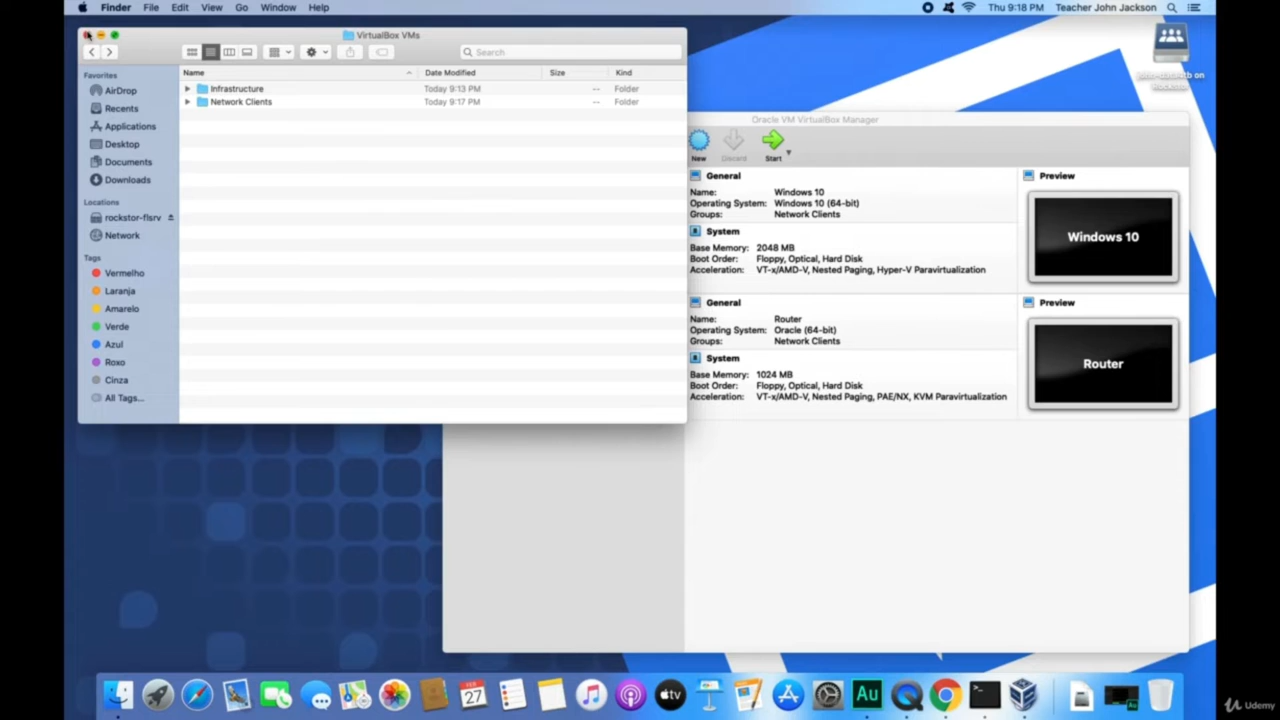 Finder File Edit View Go Window Help
Thu 9:18 PM Teacher John Jackson
VirtualBox VMs
Search
Favorites
AirDrop
Recents
Applications
Desktop
Documents
Downloads
Locations
rockstor-flsrv
Network
Tags
Vermelho
Laranja
Amarelo
Verde
Azul
Roxo
Cinza
All Tags...
Name Date Modified Size Kind
Infrastructure Today 9:13 PM -- Folder
Network Clients Today 9:17 PM -- Folder
on
Oracle VM VirtualBox Manager
New Discard Start
General
Name: Windows 10
Operating System: Windows 10 (64-bit)
Groups: Network Clients
System
Base Memory: 2048 MB
Boot Order: Floppy, Optical, Hard Disk
Acceleration: VT-x/AMD-V, Nested Paging, Hyper-V Paravirtualization
Preview
Windows 10
General
Name: Router
Operating System: Oracle (64-bit)
Groups: Network Clients
System
Base Memory: 1024 MB
Boot Order: Floppy, Optical, Hard Disk
Acceleration: VT-x/AMD-V, Nested Paging, PAE/NX, KVM Paravirtualization
Preview
Router
FEB
27
tv
Au
Udemy